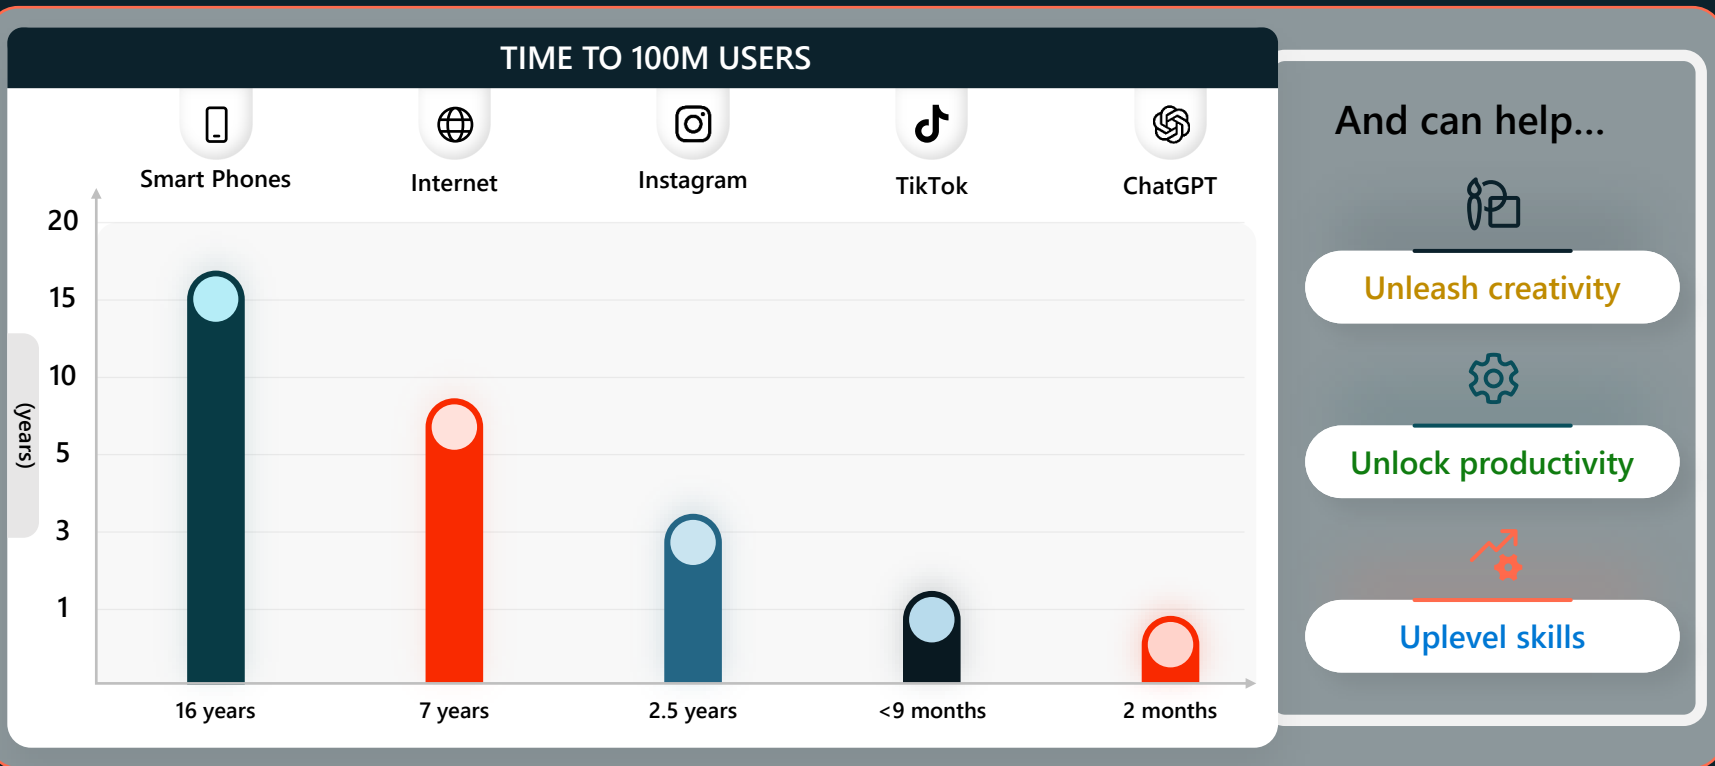 TIME TO 100M USERS
Smart Phones
Internet
Instagram
TikTok
ChatGPT
20
15
10
5
3
1
(years)
16 years
7 years
2.5 years
<9 months
2 months
And can help...
Unleash creativity
Unlock productivity
Uplevel skills